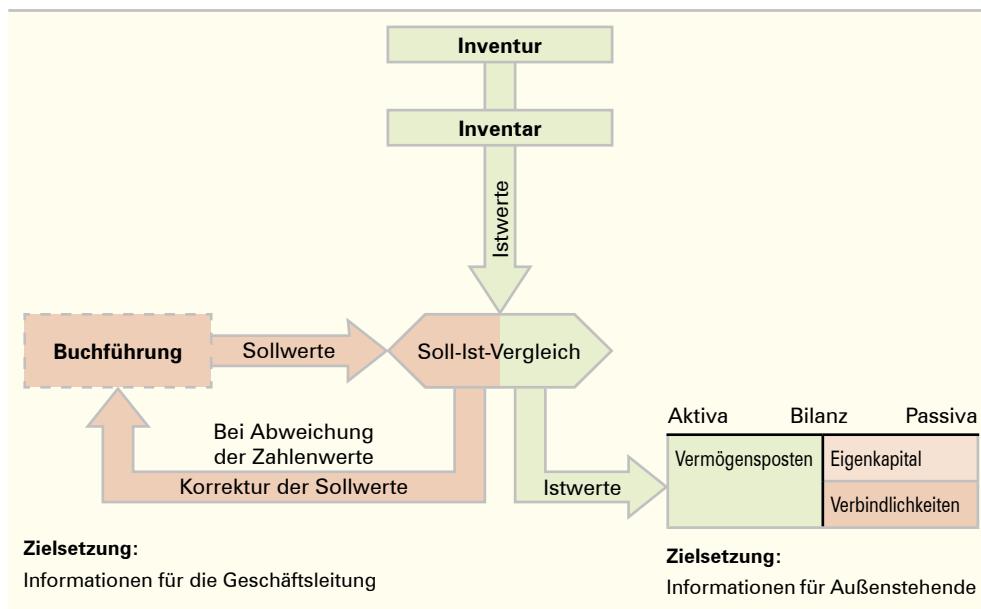 Inventur
Inventar
Istwerte
Buchführung
Sollwerte
Soll-Ist-Vergleich
Bei Abweichung
der Zahlenwerte
Korrektur der Sollwerte
Istwerte
Aktiva Bilanz Passiva
Vermögensposten
Eigenkapital
Verbindlichkeiten
Zielsetzung:
Informationen für die Geschäftsleitung
Zielsetzung:
Informationen für Außenstehende